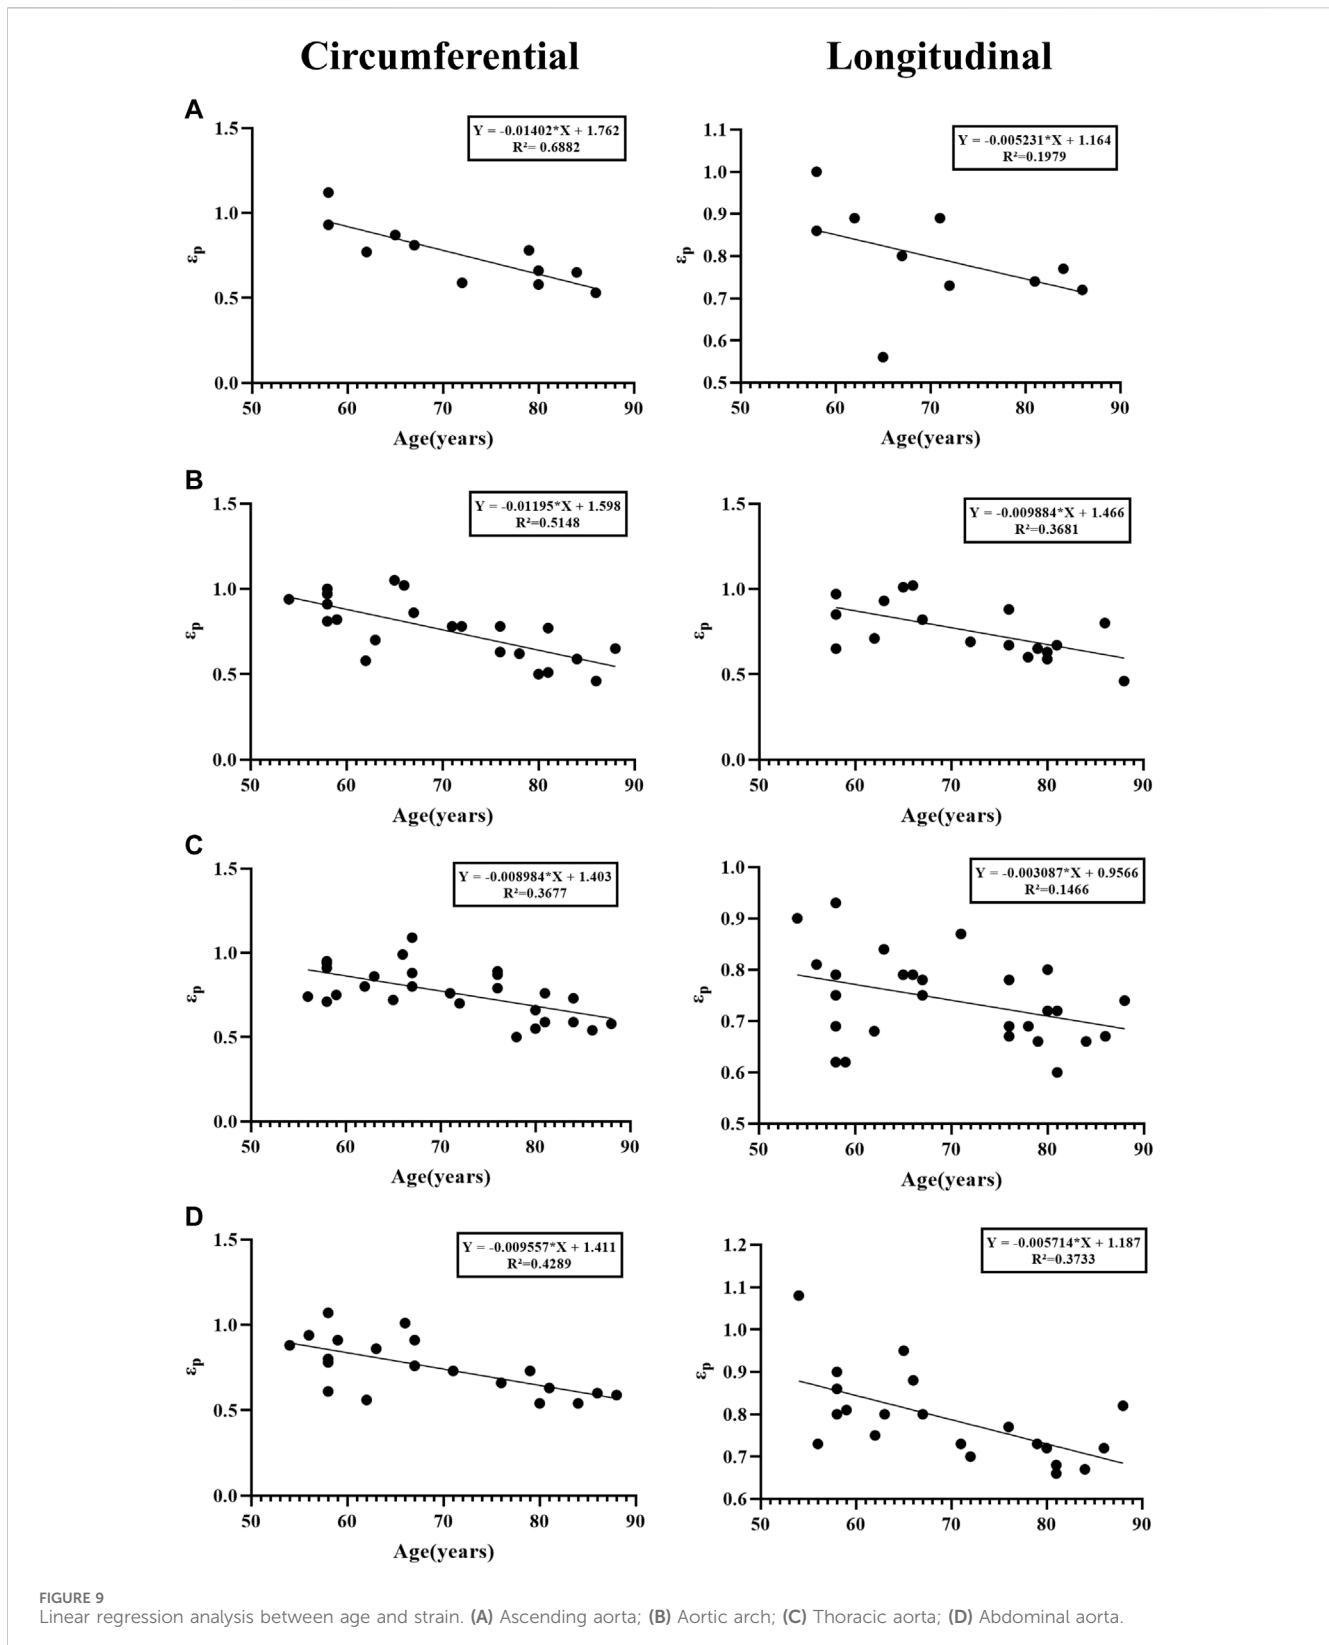 Circumferential
Longitudinal
A
Y = -0.01402*X + 1.762
R²= 0.6882
1.5
1.0
0.5
0.0
εp
50 60 70 80 90
Age(years)
Y = -0.005231*X + 1.164
R²=0.1979
1.1
1.0
0.9
0.8
0.7
0.6
0.5
εp
50 60 70 80 90
Age(years)
B
Y = -0.01195*X + 1.598
R²=0.5148
1.5
1.0
0.5
0.0
εp
50 60 70 80 90
Age(years)
Y = -0.009884*X + 1.466
R²=0.3681
1.5
1.0
0.5
0.0
εp
50 60 70 80 90
Age(years)
C
Y = -0.008984*X + 1.403
R²=0.3677
1.5
1.0
0.5
0.0
εp
50 60 70 80 90
Age(years)
Y = -0.003087*X + 0.9566
R²=0.1466
1.0
0.9
0.8
0.7
0.6
0.5
εp
50 60 70 80 90
Age(years)
D
Y = -0.009557*X + 1.411
R²=0.4289
1.5
1.0
0.5
0.0
εp
50 60 70 80 90
Age(years)
Y = -0.005714*X + 1.187
R²=0.3733
1.2
1.1
1.0
0.9
0.8
0.7
0.6
εp
50 60 70 80 90
FIGURE 9
Linear regression analysis between age and strain. (A) Ascending aorta; (B) Aortic arch; (C) Thoracic aorta; (D) Abdominal aorta.